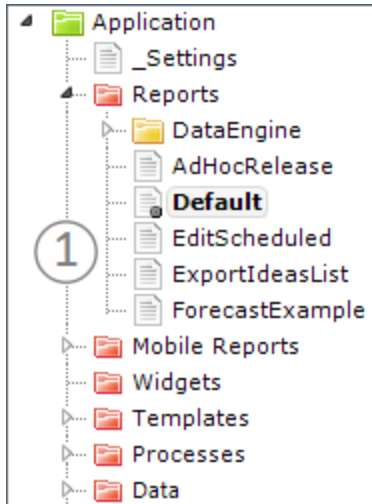 Application
_Settings
Reports
DataEngine
AdHocRelease
Default
1
EditScheduled
ExportIdeasList
ForecastExample
Mobile Reports
Widgets
Templates
Processes
Data